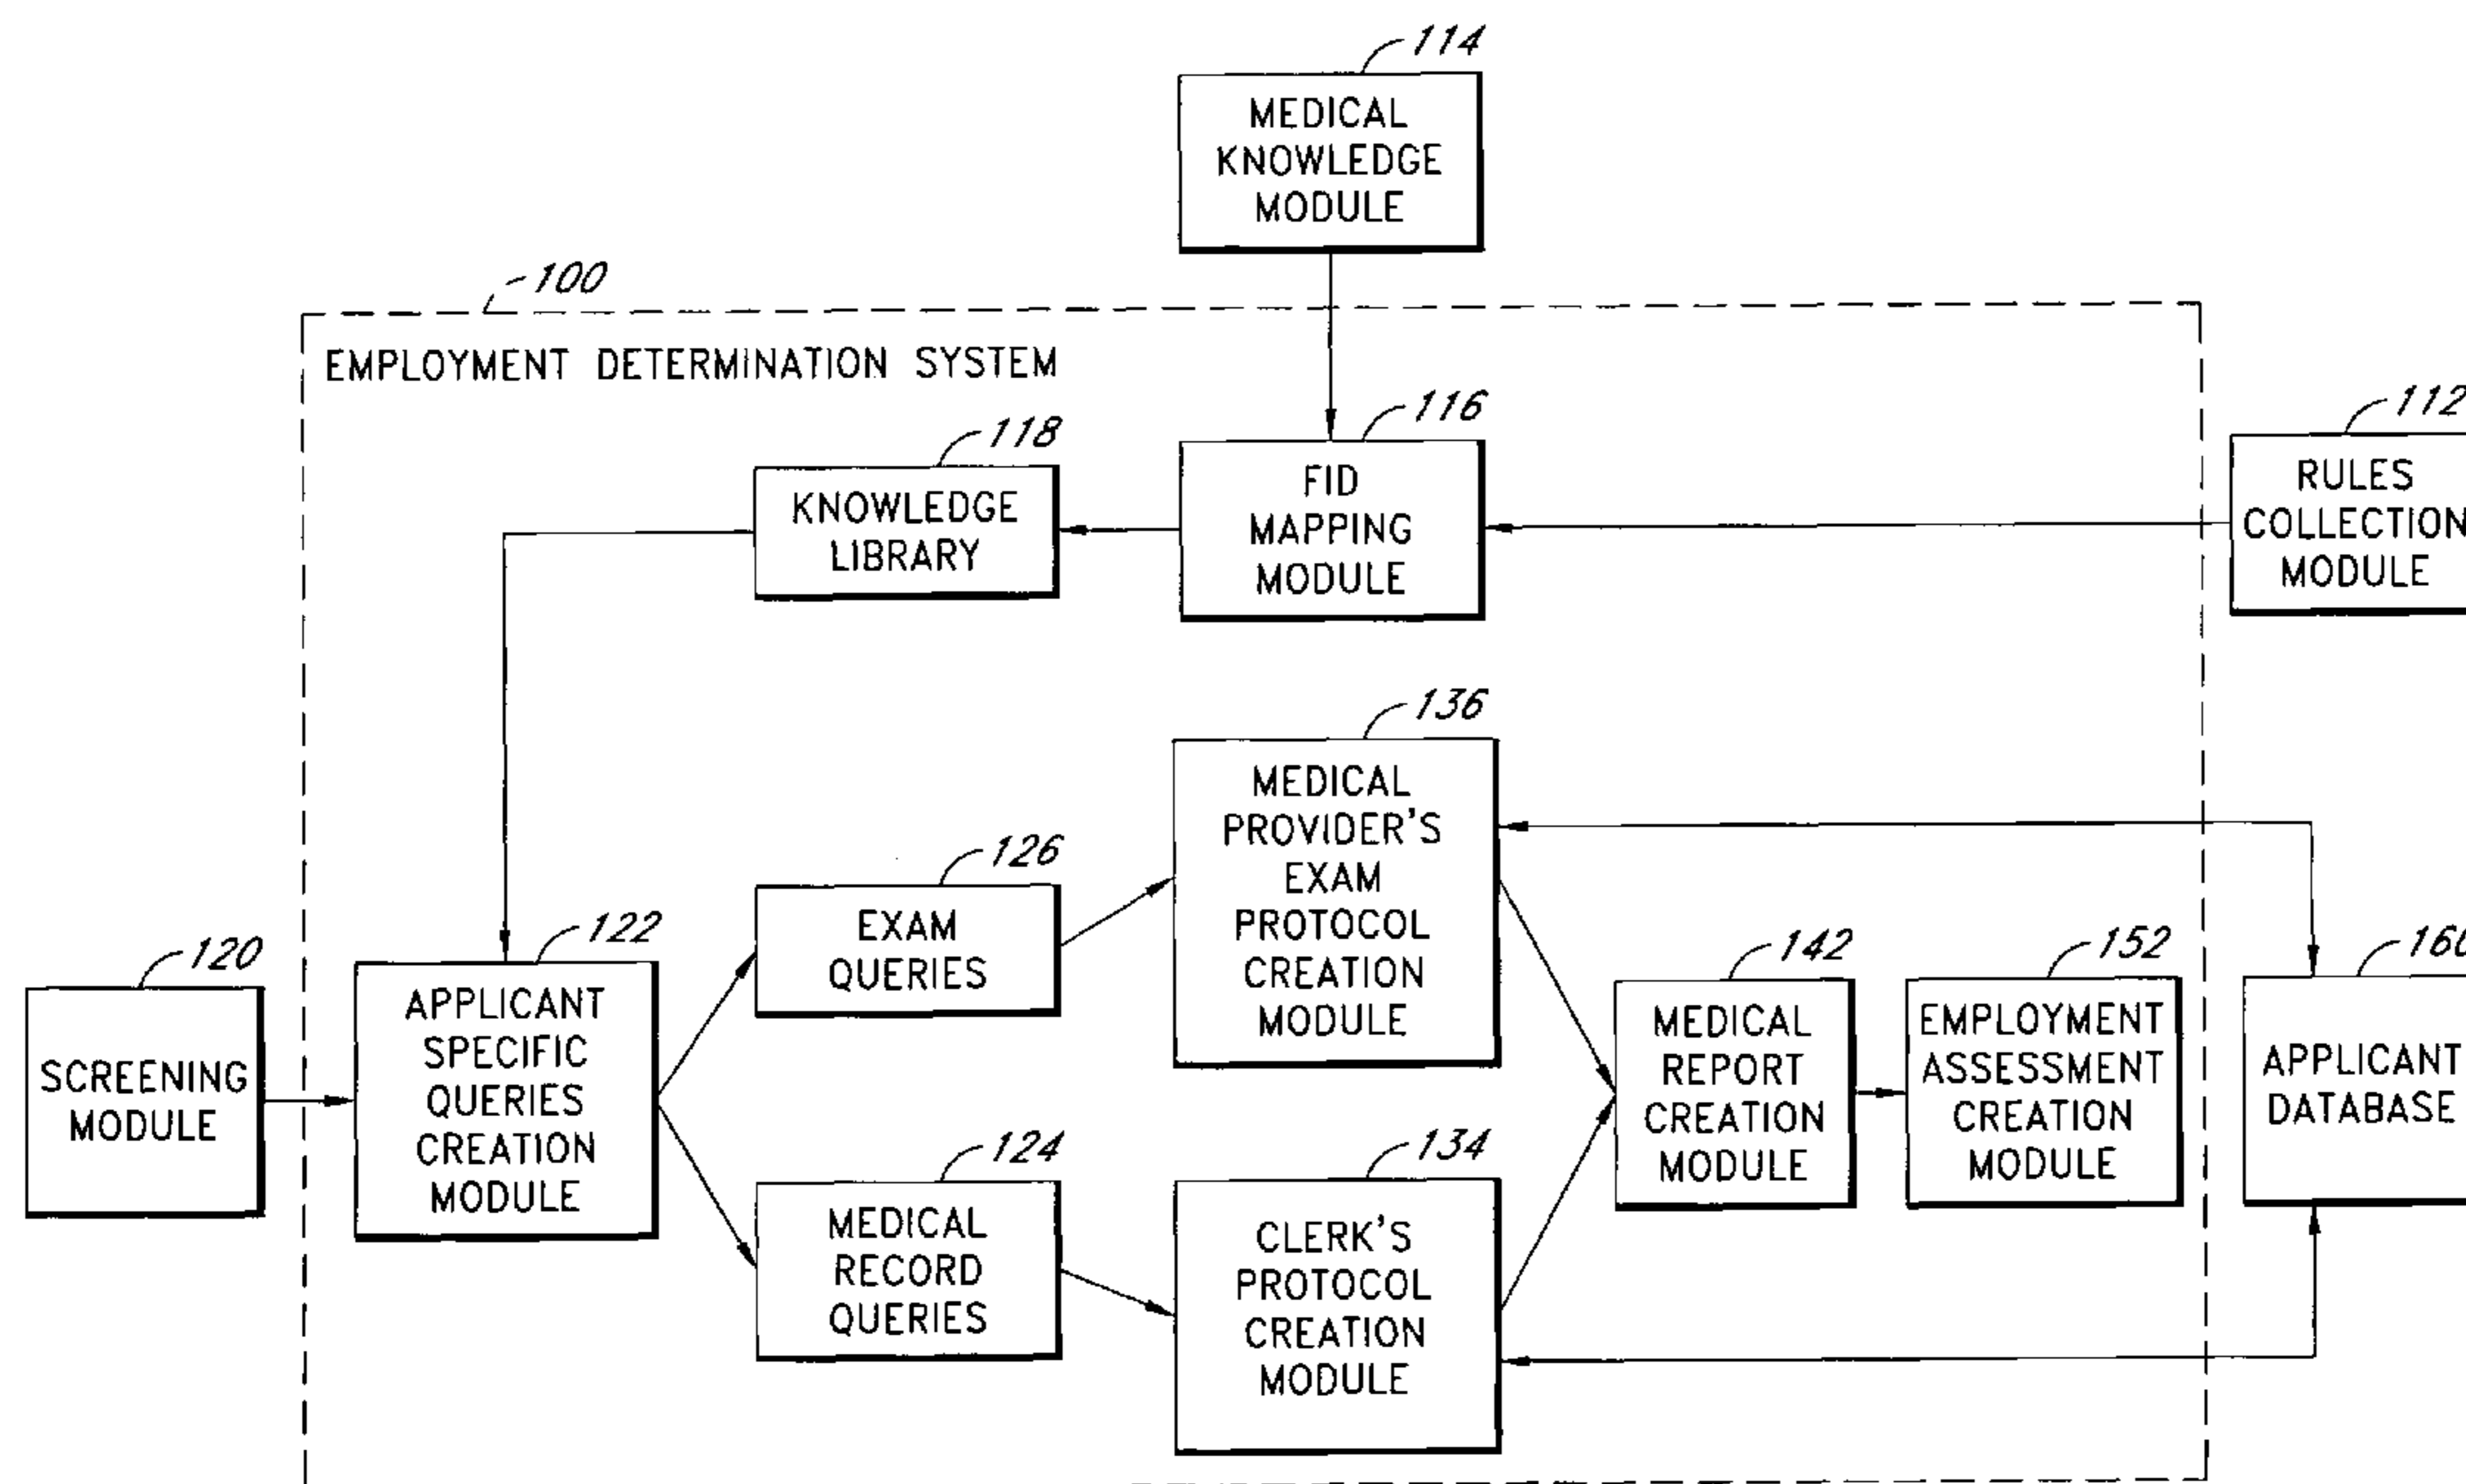 114
MEDICAL
KNOWLEDGE
MODULE
100
EMPLOYMENT DETERMINATION SYSTEM
118
KNOWLEDGE
LIBRARY
116
FID
MAPPING
MODULE
112
RULES
COLLECTION
MODULE
120
SCREENING
MODULE
122
APPLICANT
SPECIFIC
QUERIES
CREATION
MODULE
126
EXAM
QUERIES
124
MEDICAL
RECORD
QUERIES
136
MEDICAL
PROVIDER'S
EXAM
PROTOCOL
CREATION
MODULE
134
CLERK'S
PROTOCOL
CREATION
MODULE
142
MEDICAL
REPORT
CREATION
MODULE
152
EMPLOYMENT
ASSESSMENT
CREATION
MODULE
160
APPLICANT
DATABASE